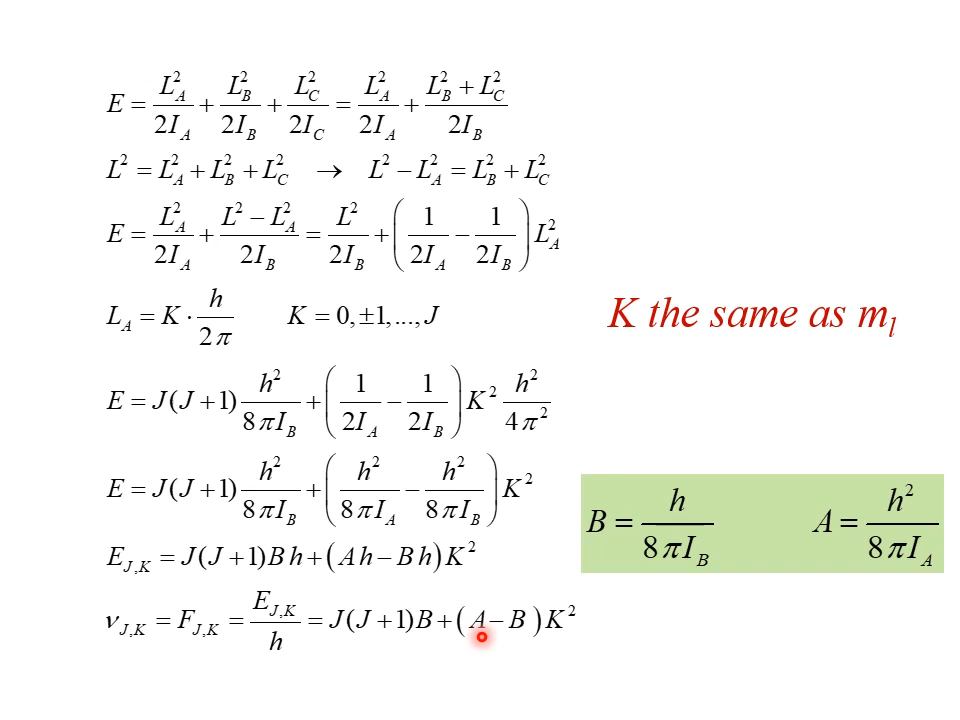 E = L_A^2/2I_A + L_B^2/2I_B + L_C^2/2I_C = L_A^2/2I_A + (L_B^2 + L_C^2)/2I_B
L^2 = L_A^2 + L_B^2 + L_C^2 → L^2 − L_A^2 = L_B^2 + L_C^2
E = L_A^2/2I_A + (L^2 − L_A^2)/2I_B = L^2/2I_B + (1/2I_A − 1/2I_B) L_A^2
L_A = K · h/2π K = 0, ±1,..., J
K the same as m_l
E = J(J +1) h^2/8πI_B + (1/2I_A − 1/2I_B) K^2 h^2/4π^2
E = J(J +1) h^2/8πI_B + (h^2/8πI_A − h^2/8πI_B) K^2
B = h/8πI_B A = h^2/8πI_A
E_J,K = J(J +1)Bh + (Ah − Bh)K^2
ν_J,K = F_J,K = E_J,K/h = J(J +1)B + (A − B)K^2